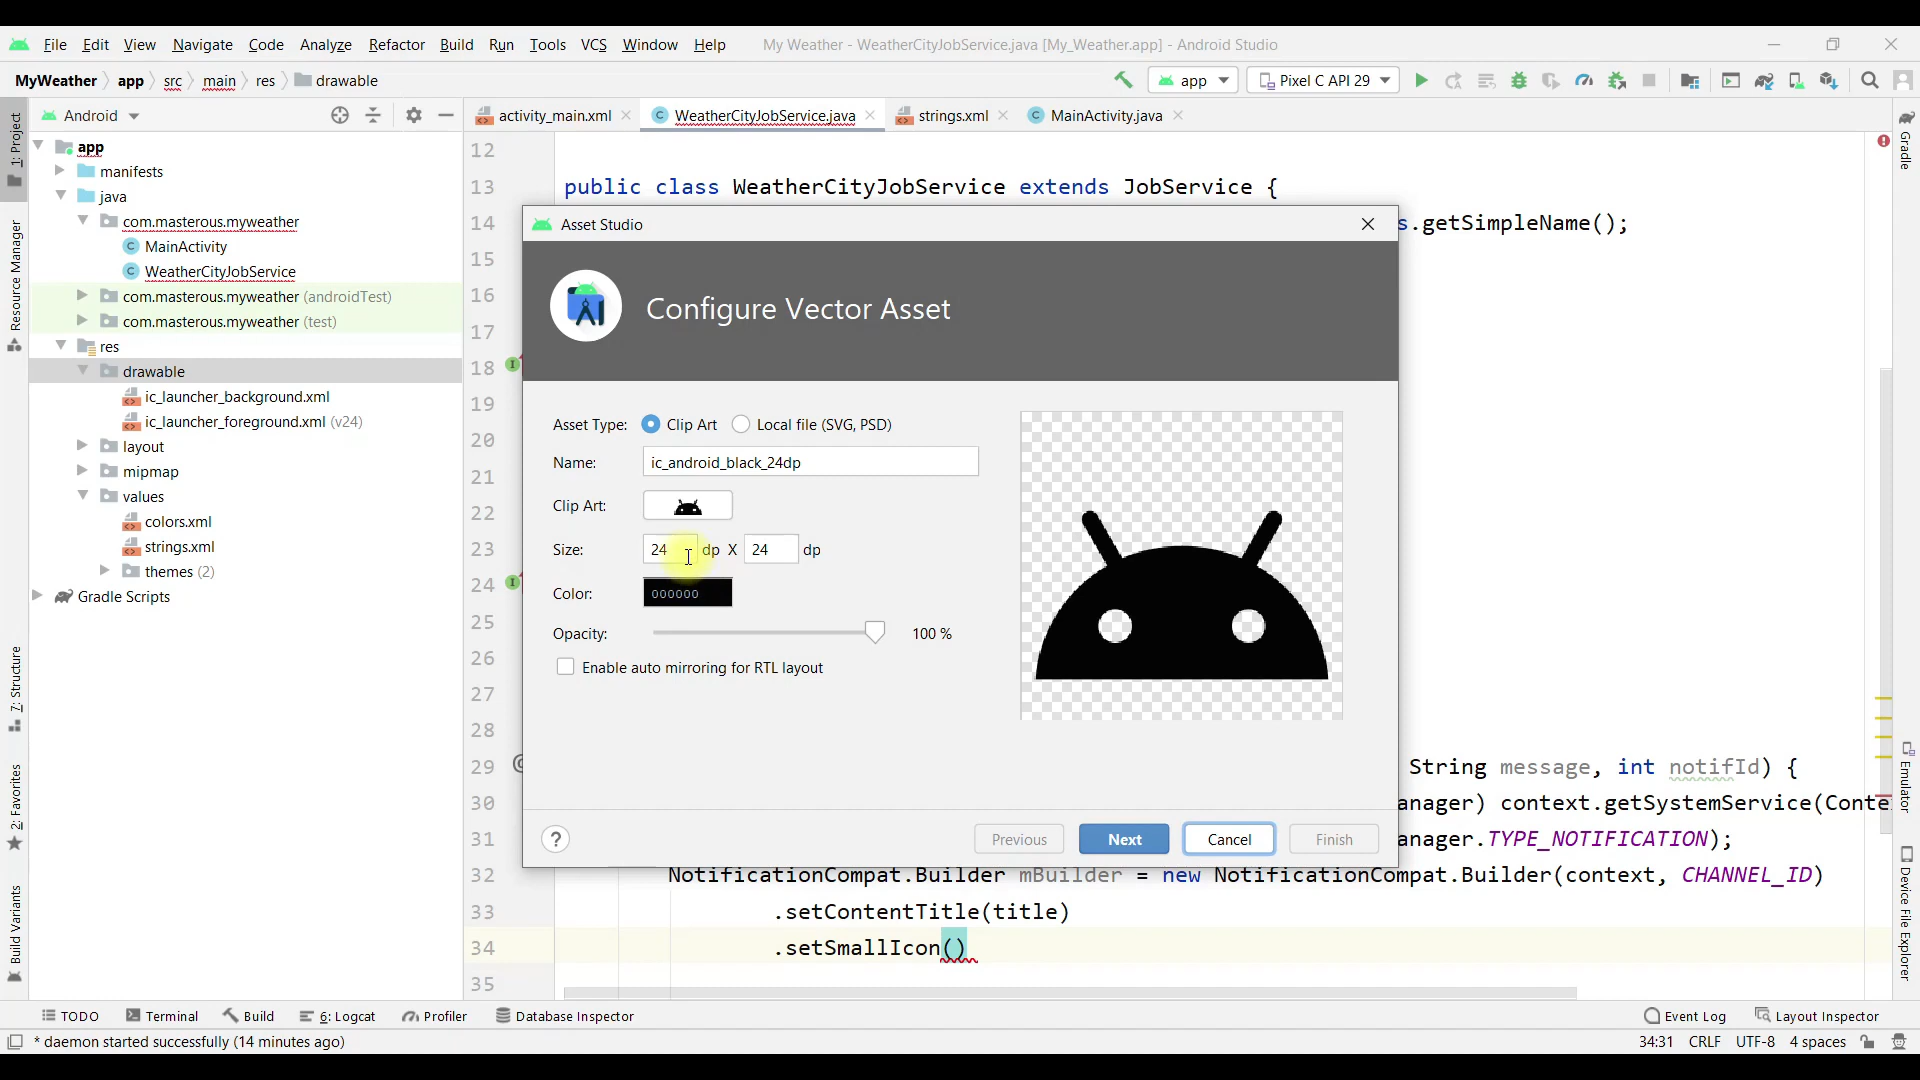 File Edit View Navigate Code Analyze Refactor Build Run Tools VCS Window Help My Weather - WeatherCityJobService.java [My_Weather.app] - Android Studio
MyWeather app src main res drawable app Pixel C API 29
Android activity_main.xml WeatherCityJobService.java strings.xml MainActivity.java
1: Project
Resource Manager
7: Structure
2: Favorites
Build Variants
app
manifests
java
com.masterous.myweather
MainActivity
WeatherCityJobService
com.masterous.myweather (androidTest)
com.masterous.myweather (test)
res
drawable
ic_launcher_background.xml
ic_launcher_foreground.xml (v24)
layout
mipmap
values
colors.xml
strings.xml
themes (2)
Gradle Scripts
12
13 public class WeatherCityJobService extends JobService {
14 s.getSimpleName();
15
16
17
18
19
20
21
22
23
24
25
26
27
28
29 String message, int notifId) {
30 anager) context.getSystemService(Conte
31 anager.TYPE_NOTIFICATION);
32 NotificationCompat.Builder mBuilder = new NotificationCompat.Builder(context, CHANNEL_ID)
33 .setContentTitle(title)
34 .setSmallIcon()
35
Asset Studio
Configure Vector Asset
Asset Type: Clip Art Local file (SVG, PSD)
Name: ic_android_black_24dp
Clip Art:
Size: 24 dp X 24 dp
Color: 000000
Opacity: 100 %
Enable auto mirroring for RTL layout
? Previous Next Cancel Finish
Gradle
Emulator
Device File Explorer
TODO Terminal Build 6: Logcat Profiler Database Inspector Event Log Layout Inspector
* daemon started successfully (14 minutes ago) 34:31 CRLF UTF-8 4 spaces